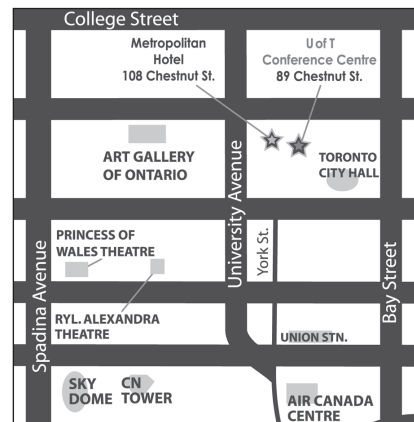 College Street
Metropolitan
Hotel
108 Chestnut St.
U of T
Conference Centre
89 Chestnut St.
ART GALLERY
OF ONTARIO
University Avenue
TORONTO
CITY HALL
PRINCESS OF
WALES THEATRE
York St.
Spadina Avenue
Bay Street
RYL. ALEXANDRA
THEATRE
UNION STN.
SKY
DOME
CN
TOWER
AIR CANADA
CENTRE